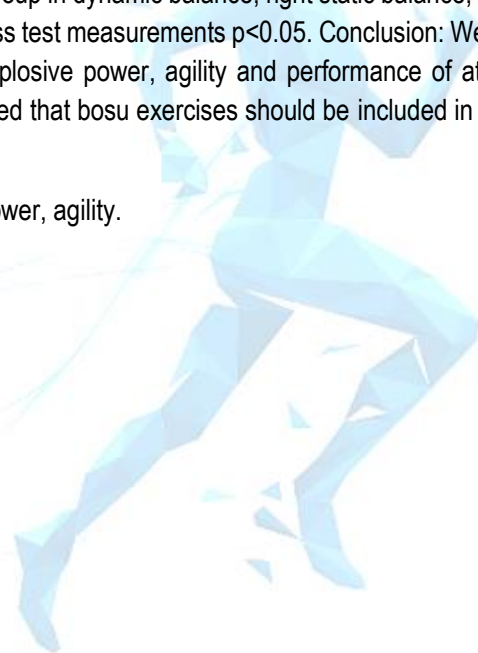 oup in dynamic balance, right static balance,
ss test measurements p<0.05. Conclusion: We
plosive power, agility and performance of at
ed that bosu exercises should be included in
ower, agility.